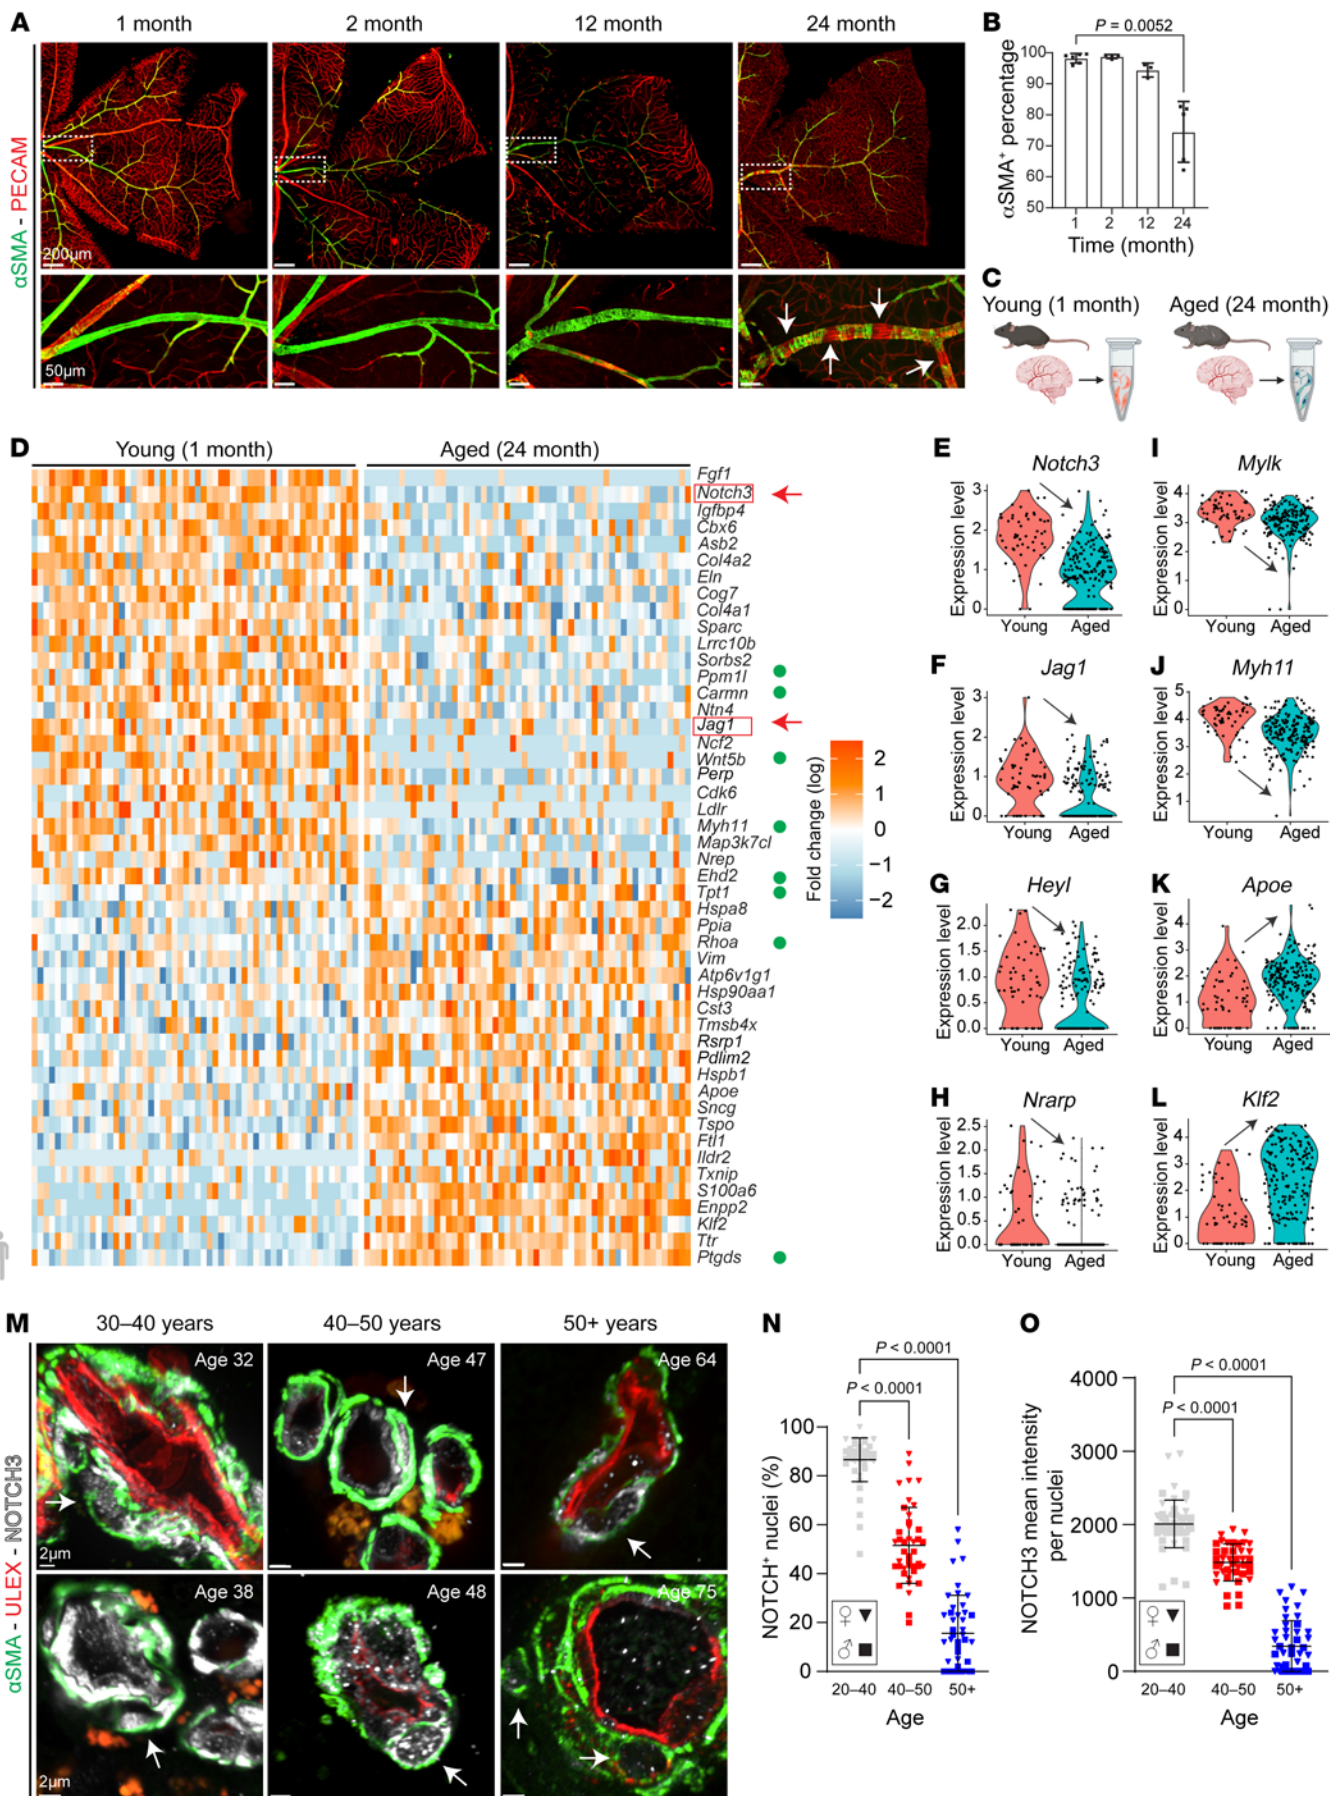 A
1 month
2 month
12 month
24 month
αSMA - PECAM
200µm
50µm
B
P = 0.0052
αSMA⁺ percentage
100
90
80
70
60
50
1
2
12
24
Time (month)
C
Young (1 month)
Aged (24 month)
D
Young (1 month)
Aged (24 month)
Fgf1
Notch3
Igfbp4
Cbx6
Asb2
Col4a2
Eln
Cog7
Col4a1
Sparc
Lrrc10b
Sorbs2
Ppm1l
Carmn
Ntn4
Jag1
Ncf2
Wnt5b
Perp
Cdk6
Ldlr
Myh11
Map3k7cl
Nrep
Ehd2
Tpt1
Hspa8
Ppia
Rhoa
Vim
Atp6v1g1
Hsp90aa1
Cst3
Tmsb4x
Rsrp1
Pdlim2
Hspb1
Apoe
Sncg
Tspo
Ftl1
Ildr2
Txnip
S100a6
Enpp2
Klf2
Ttr
Ptgds
Fold change (log)
2
1
0
−1
−2
E
Notch3
Expression level
3
2
1
0
Young
Aged
I
Mylk
Expression level
4
3
2
1
0
Young
Aged
F
Jag1
Expression level
3
2
1
0
Young
Aged
J
Myh11
Expression level
5
4
3
2
1
Young
Aged
G
Heyl
Expression level
2.0
1.5
1.0
0.5
0.0
Young
Aged
K
Apoe
Expression level
4
3
2
1
0
Young
Aged
H
Nrarp
Expression level
2.5
2.0
1.5
1.0
0.5
0.0
Young
Aged
L
Klf2
Expression level
4
3
2
1
0
Young
Aged
M
30–40 years
40–50 years
50+ years
αSMA - ULEX - NOTCH3
Age 32
Age 47
Age 64
2µm
Age 38
Age 48
Age 75
2µm
N
P < 0.0001
P < 0.0001
NOTCH⁺ nuclei (%)
100
80
60
40
20
0
♀
♂
20–40
40–50
50+
Age
O
P < 0.0001
P < 0.0001
NOTCH3 mean intensity
per nuclei
4000
3000
2000
1000
0
♀
♂
20–40
40–50
50+
Age